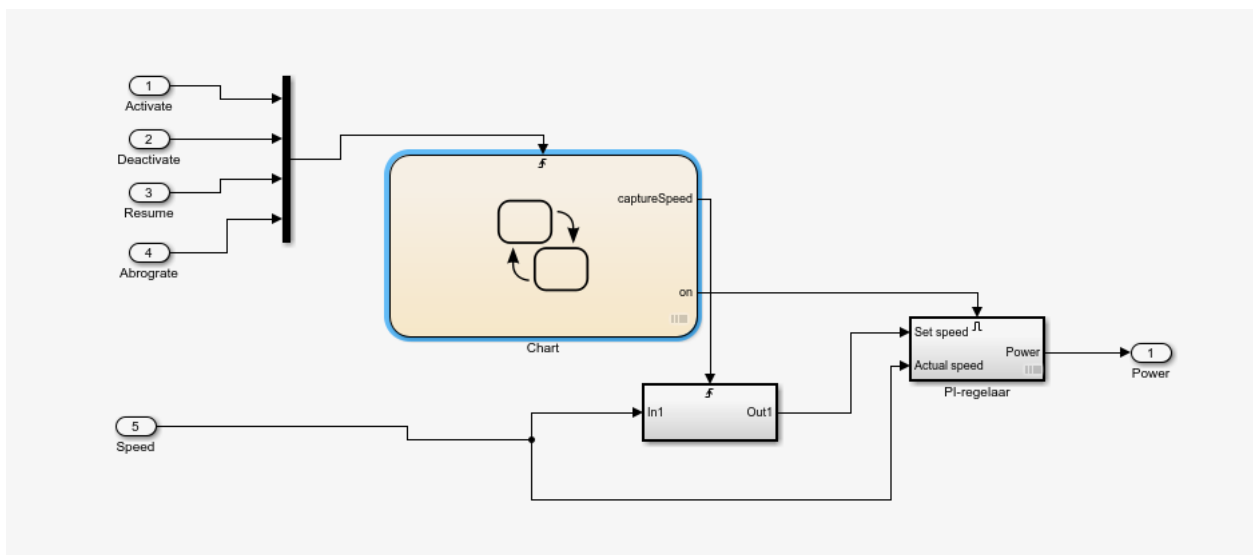 1
Activate
2
Deactivate
3
Resume
4
Abrograte
captureSpeed
on
Chart
Set speed
Actual speed
Power
PI-regelaar
1
Power
5
Speed
In1
Out1